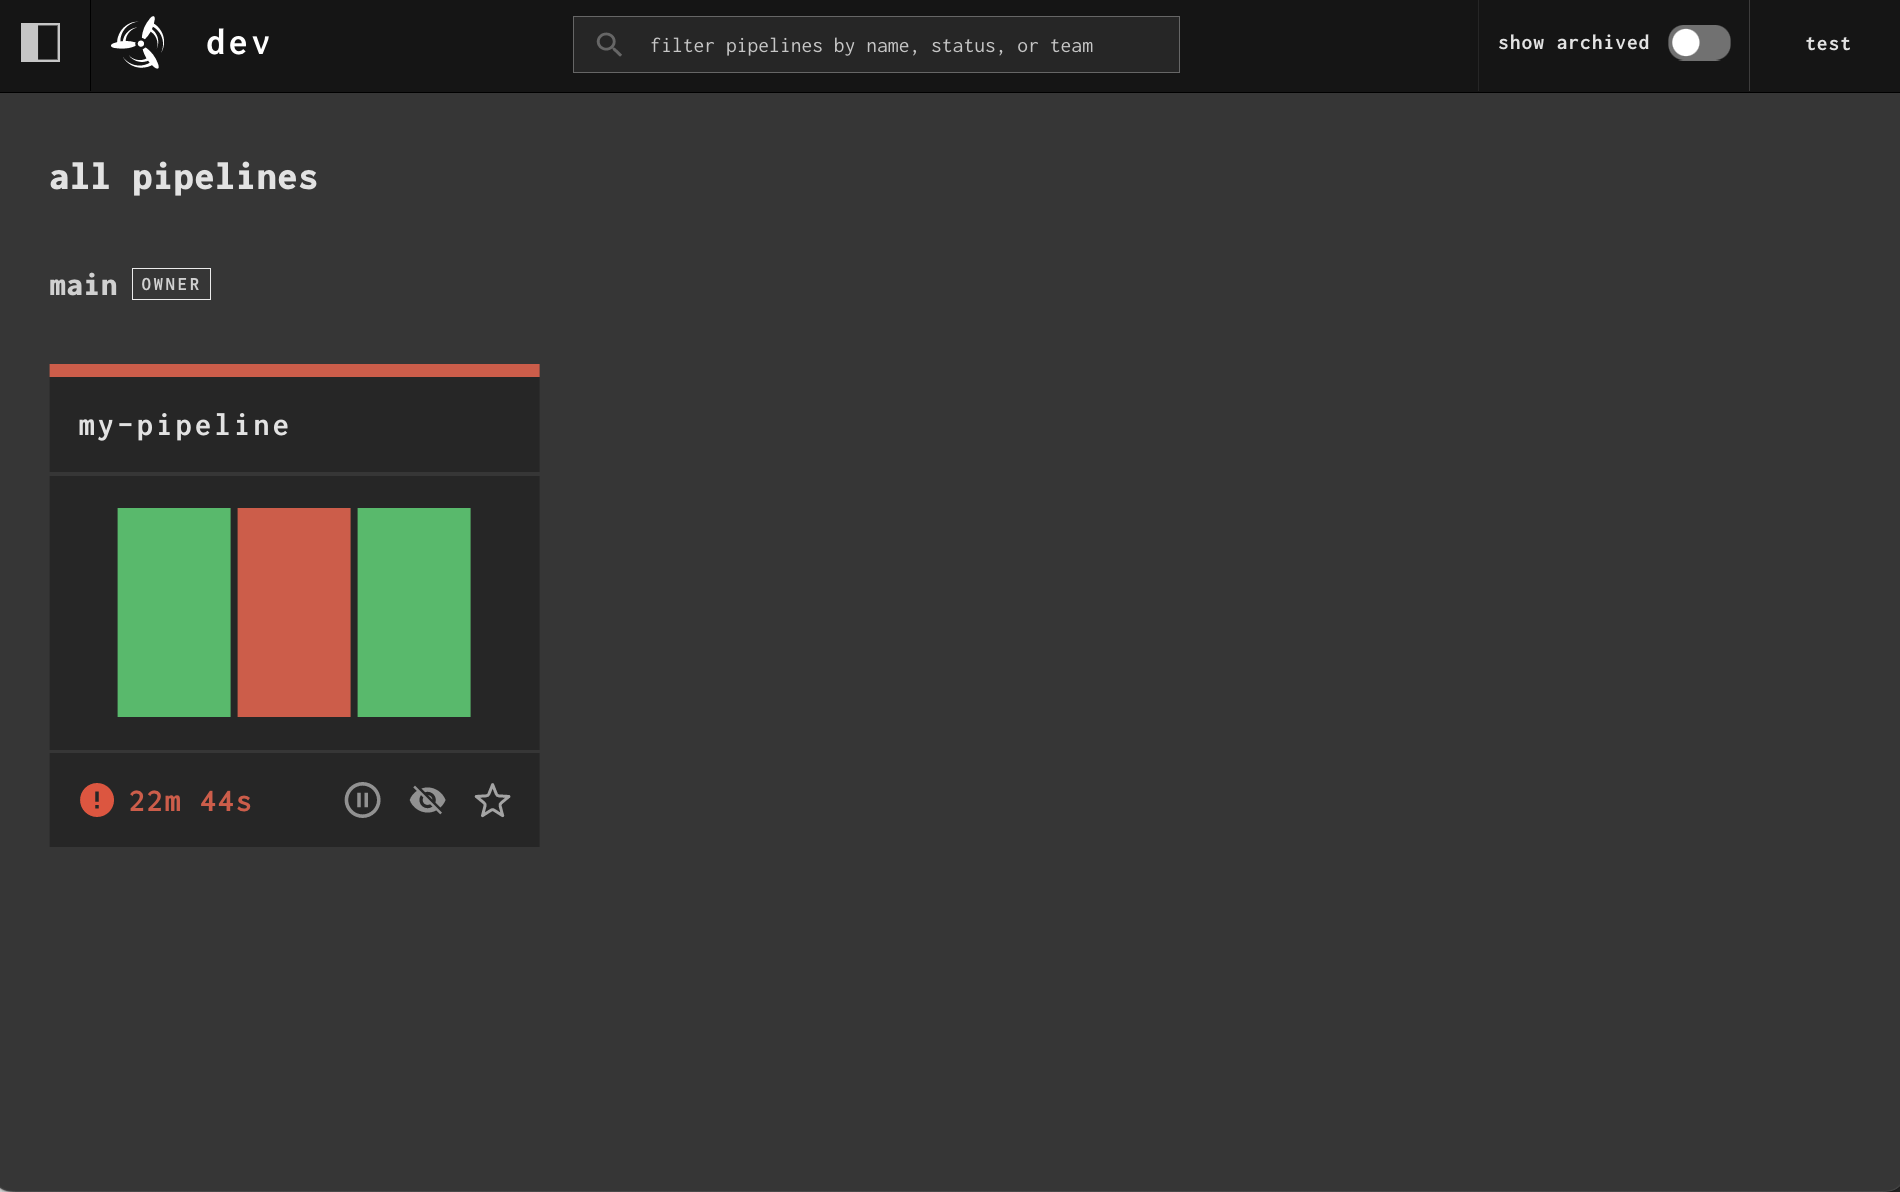 dev
filter pipelines by name, status, or team
show archived
test
all pipelines
main OWNER
my-pipeline
22m 44s